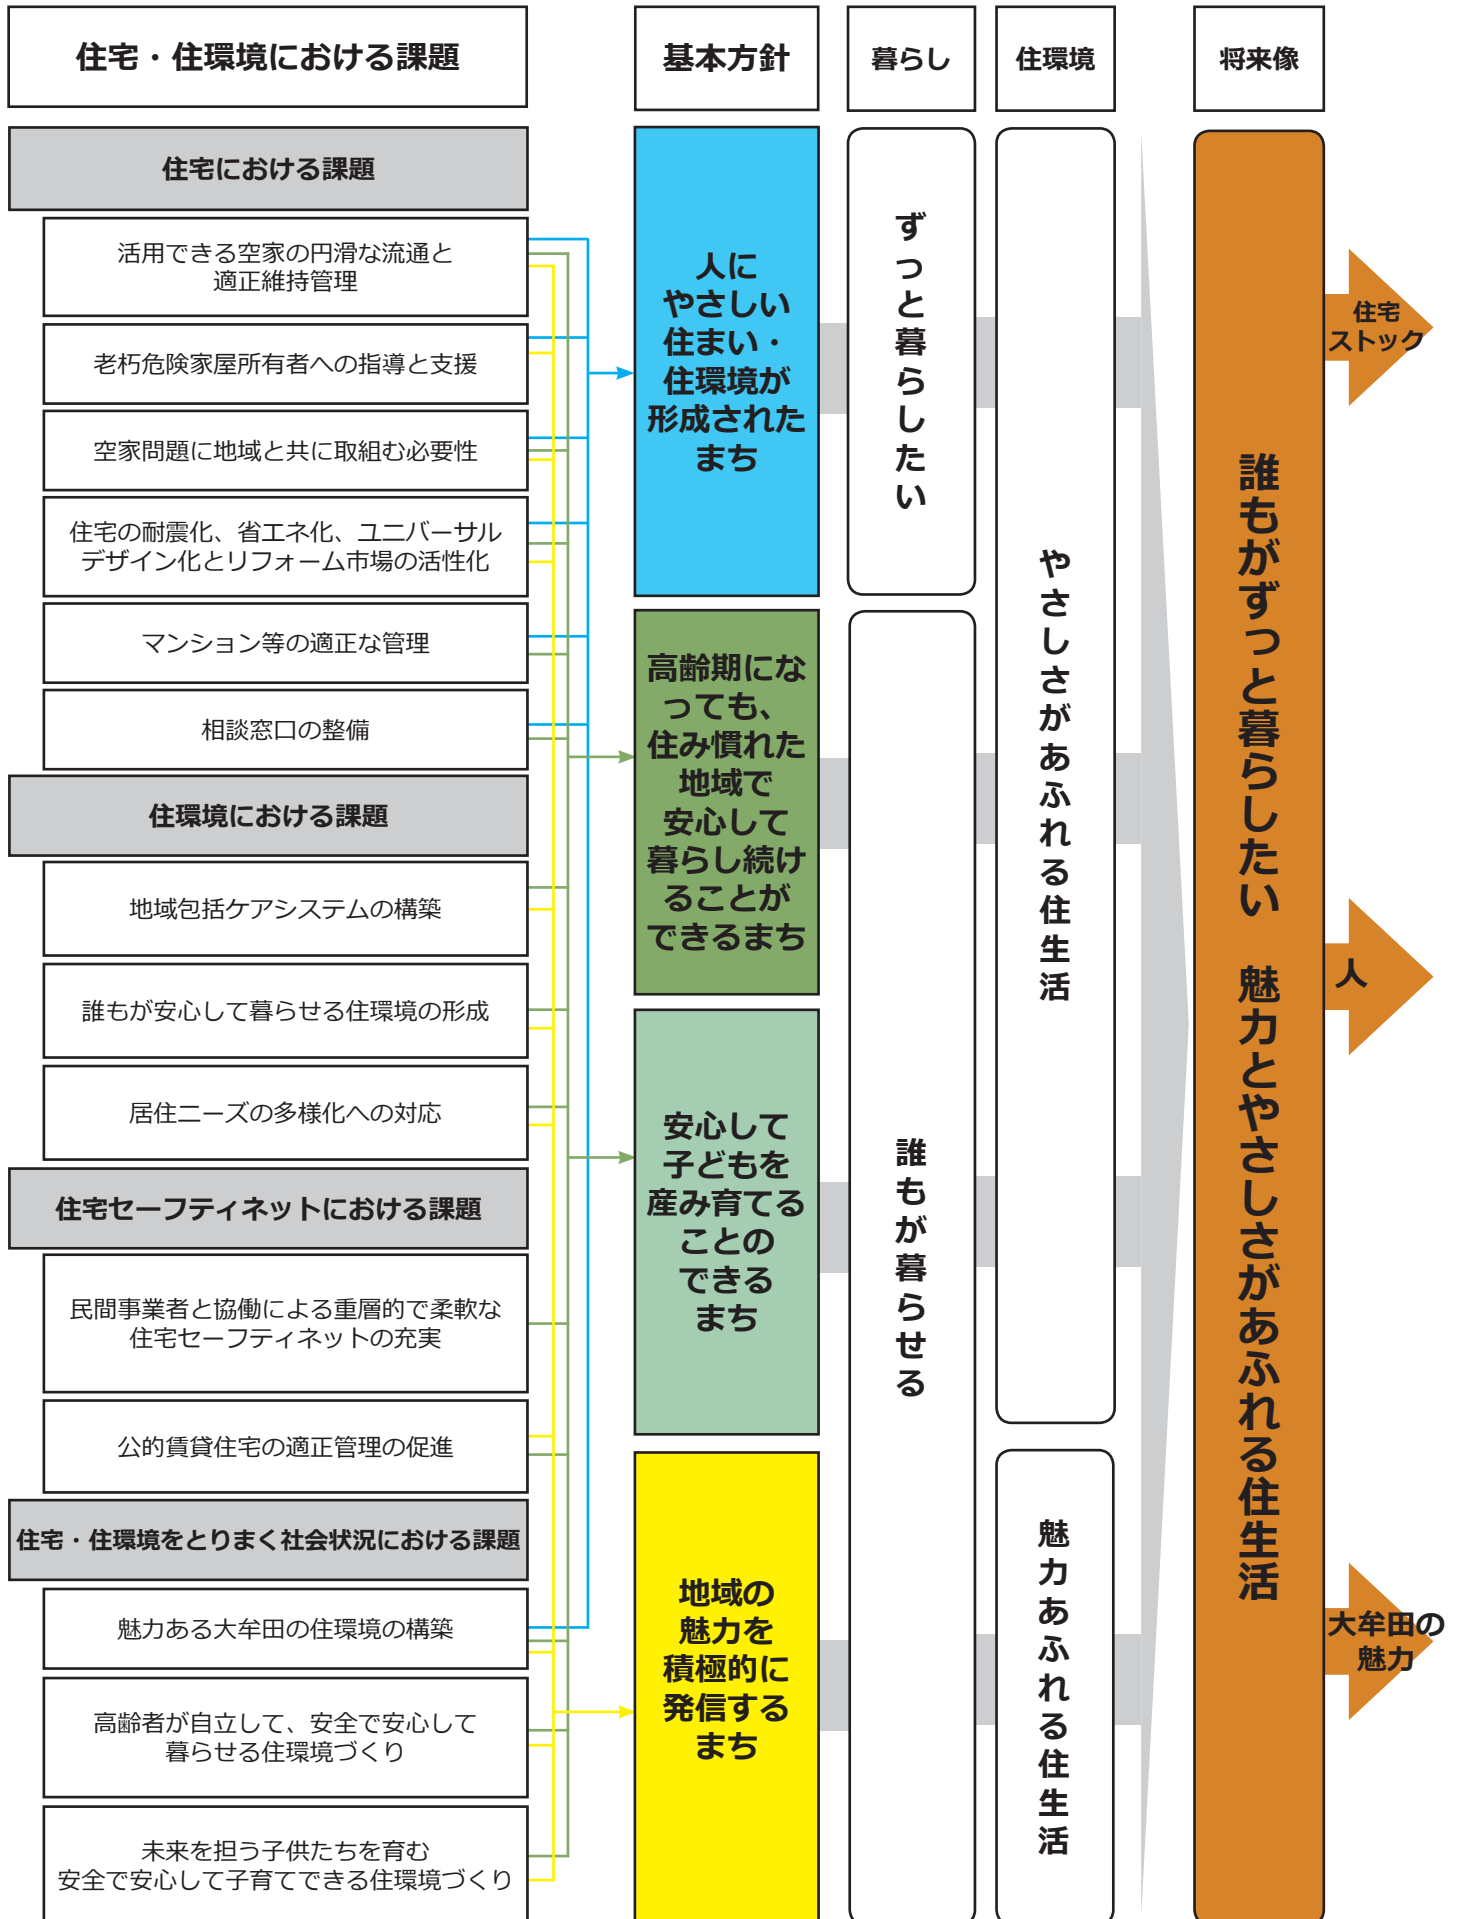 住宅・住環境における課題
基本方針
暮らし
住環境
将来像
住宅における課題
活用できる空家の円滑な流通と
適正維持管理
老朽危険家屋所有者への指導と支援
空家問題に地域と共に取組む必要性
住宅の耐震化、省エネ化、ユニバーサル
デザイン化とリフォーム市場の活性化
マンション等の適正な管理
相談窓口の整備
住環境における課題
地域包括ケアシステムの構築
誰もが安心して暮らせる住環境の形成
居住ニーズの多様化への対応
住宅セーフティネットにおける課題
民間事業者と協働による重層的で柔軟な
住宅セーフティネットの充実
公的賃貸住宅の適正管理の促進
住宅・住環境をとりまく社会状況における課題
魅力ある大牟田の住環境の構築
高齢者が自立して、安全で安心して
暮らせる住環境づくり
未来を担う子供たちを育む
安全で安心して子育てできる住環境づくり
人に
やさしい
住まい・
住環境が
形成された
まち
高齢期にな
っても、
住み慣れた
地域で
安心して
暮らし続け
ることが
できるまち
安心して
子どもを
産み育てる
ことの
できる
まち
地域の
魅力を
積極的に
発信する
まち
ずっと暮らしたい
誰もが暮らせる
やさしさがあふれる住生活
魅力あふれる住生活
誰もがずっと暮らしたい　魅力とやさしさがあふれる住生活
住宅
ストック
人
大牟田の
魅力